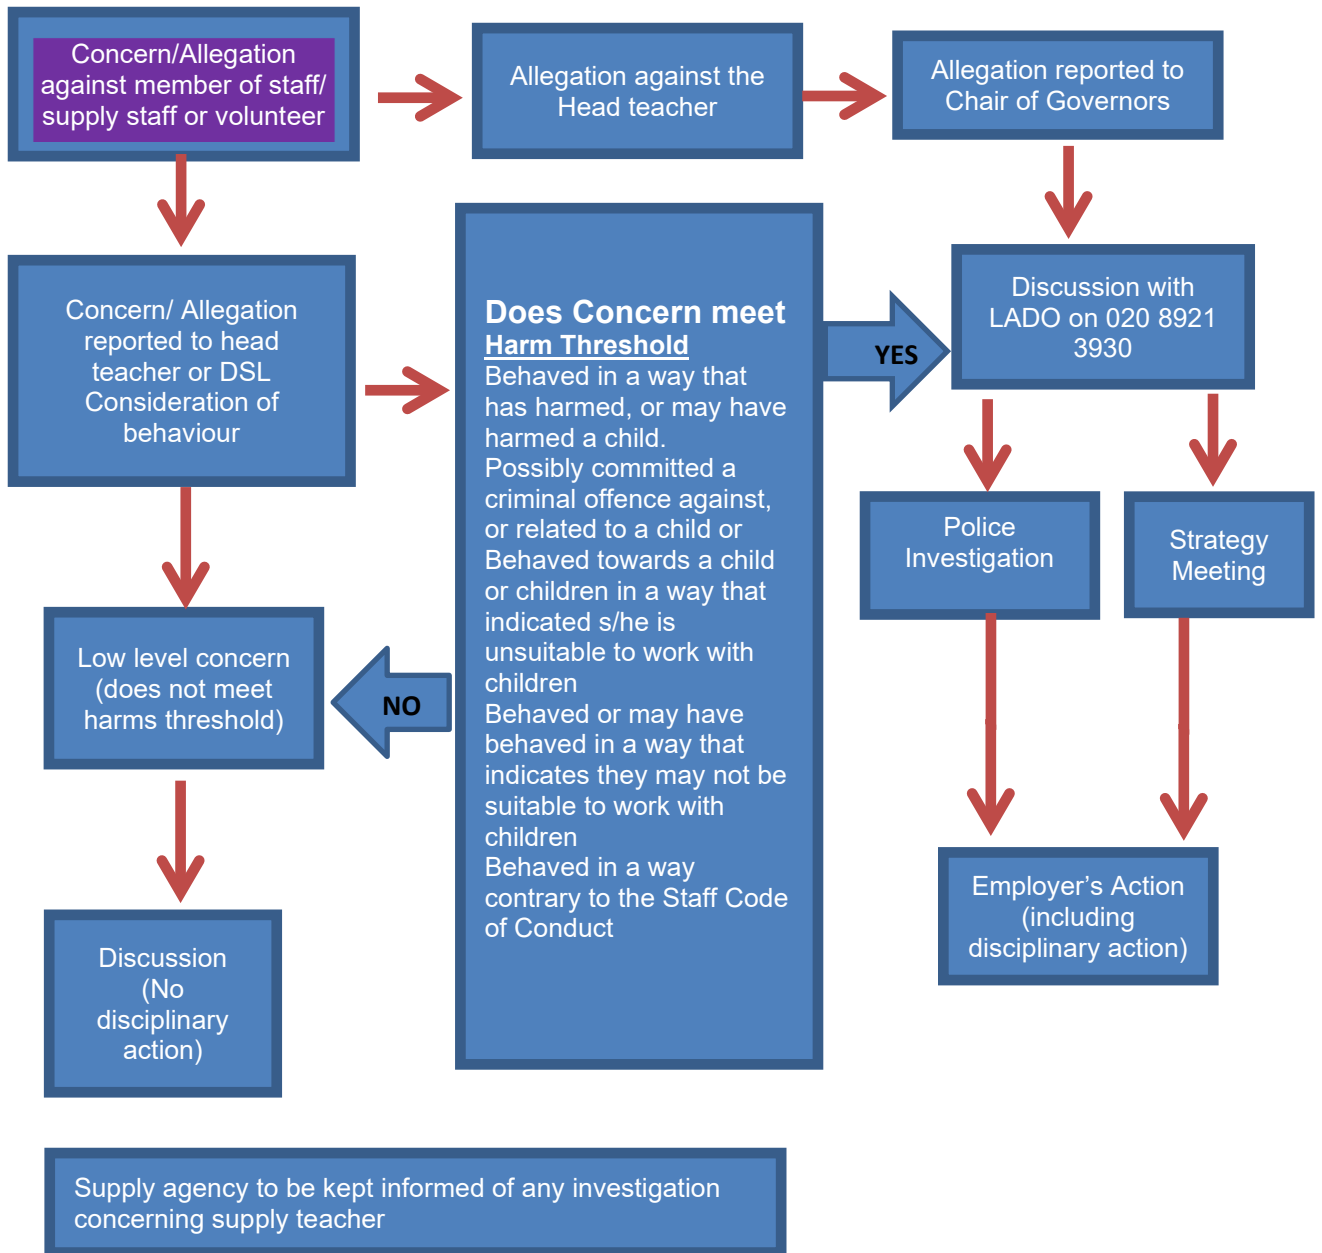 Concern/Allegation
against member of staff/
supply staff or volunteer
Allegation against the
Head teacher
Allegation reported to
Chair of Governors
Concern/ Allegation
reported to head
teacher or DSL
Consideration of
behaviour
Does Concern meet
Harm Threshold
Behaved in a way that
has harmed, or may have
harmed a child.
Possibly committed a
criminal offence against,
or related to a child or
Behaved towards a child
or children in a way that
indicated s/he is
unsuitable to work with
children
Behaved or may have
behaved in a way that
indicates they may not be
suitable to work with
children
Behaved in a way
contrary to the Staff Code
of Conduct
YES
Discussion with
LADO on 020 8921
3930
Police
Investigation
Strategy
Meeting
NO
Low level concern
(does not meet
harms threshold)
Employer’s Action
(including
disciplinary action)
Discussion
(No
disciplinary
action)
Supply agency to be kept informed of any investigation
concerning supply teacher